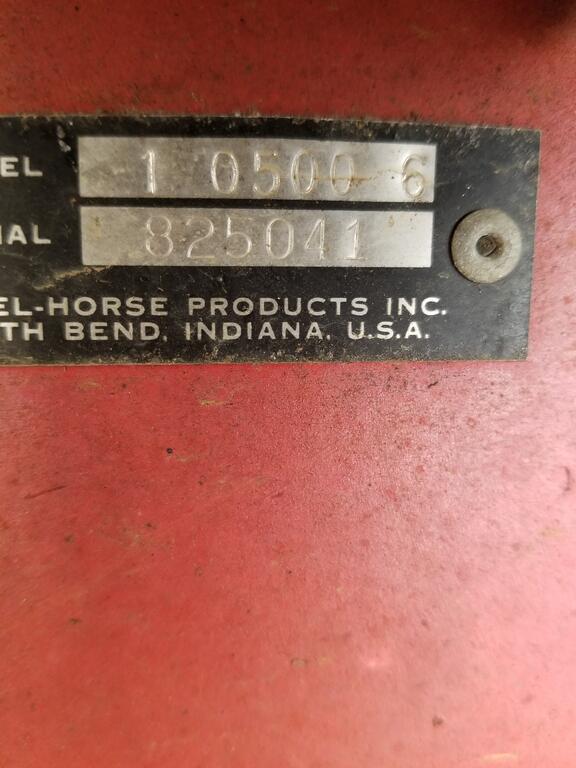 EL 1 0500 6
IAL 825041
EL-HORSE PRODUCTS INC.
TH BEND, INDIANA, U.S.A.